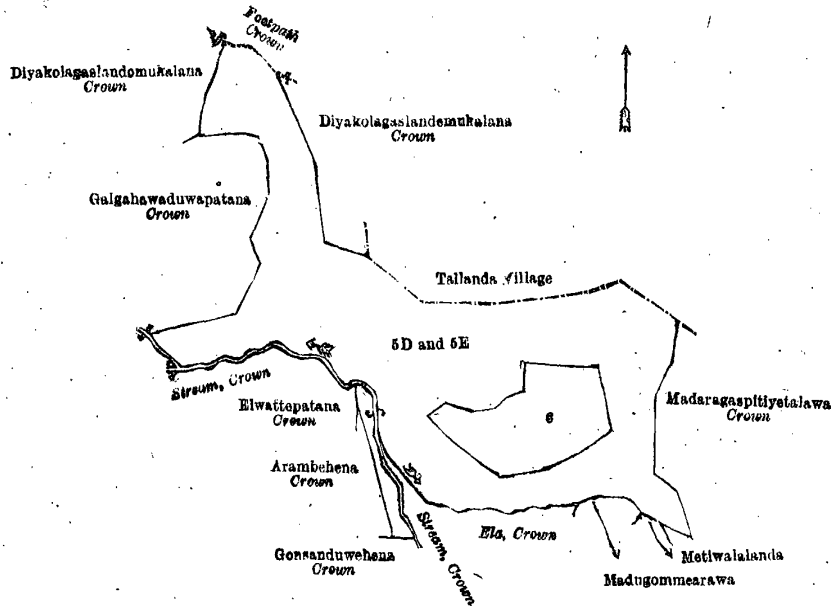 Footpath
Crown
Diyakolagaslandemukalana
Crown
Diyakolagaslandemukalana
Crown
Galgahawaduwapatana
Crown
Tallanda Village
5D and 5E
Stream, Crown
Elwattepatana
Crown
6
Madaragaspitiyetalawa
Crown
Arambehena
Crown
Stream, Crown
Ela, Crown
Gonsanduwehena
Crown
Metiwalalanda
Madugommearawa